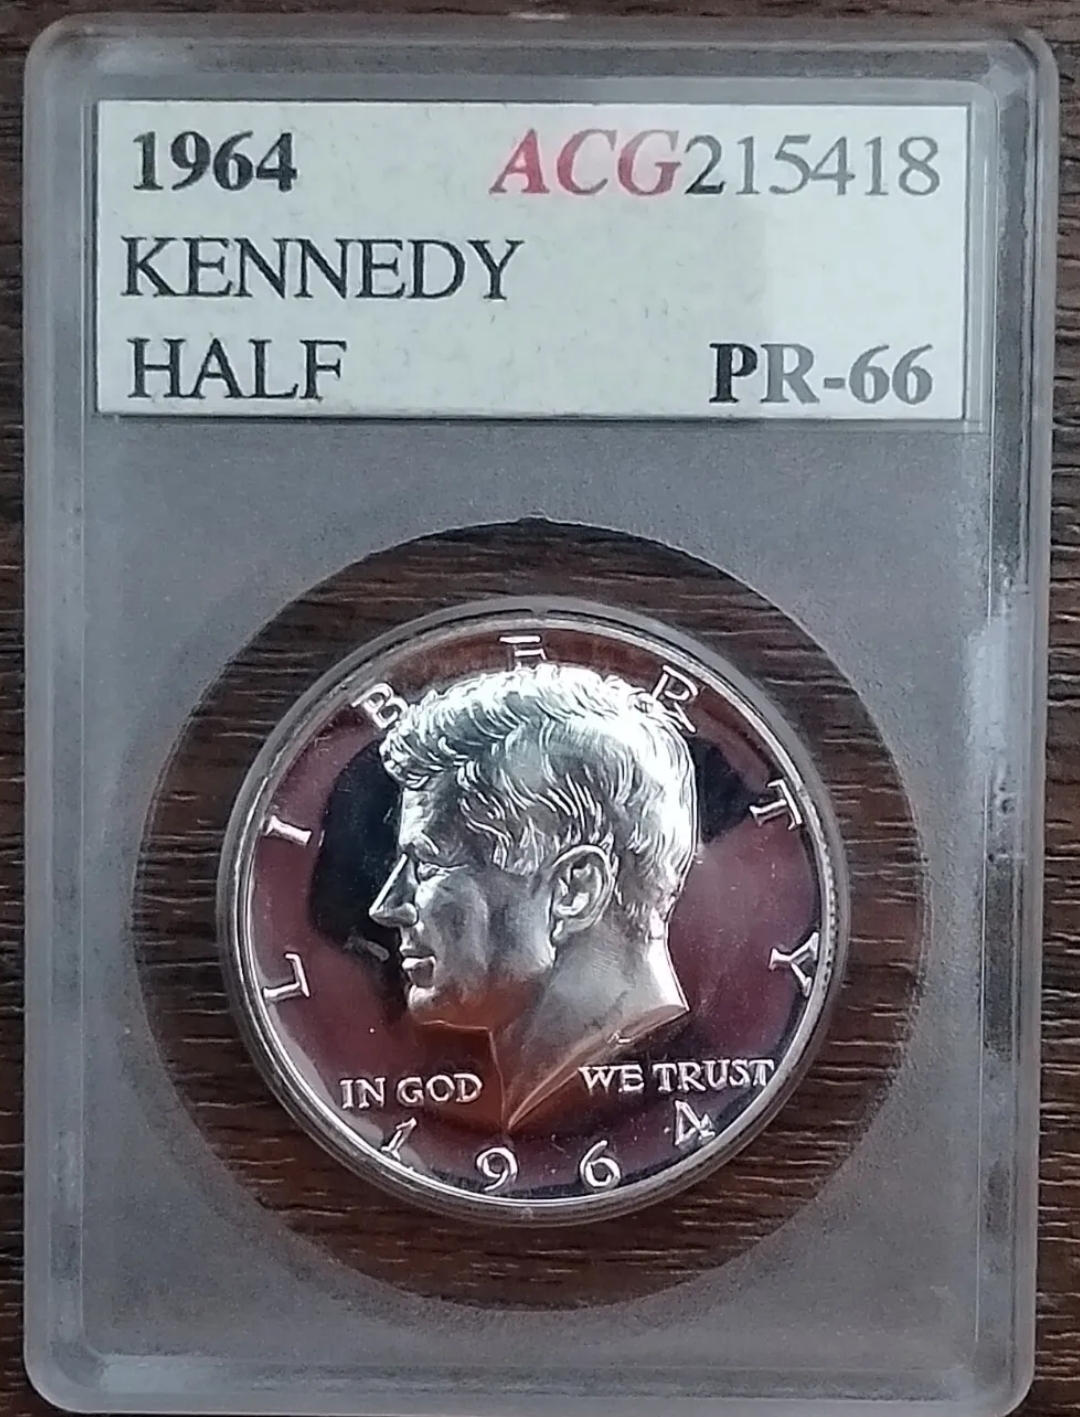 1964 ACG215418
KENNEDY
HALF PR-66
LIBERTY
IN GOD WE TRUST
1964